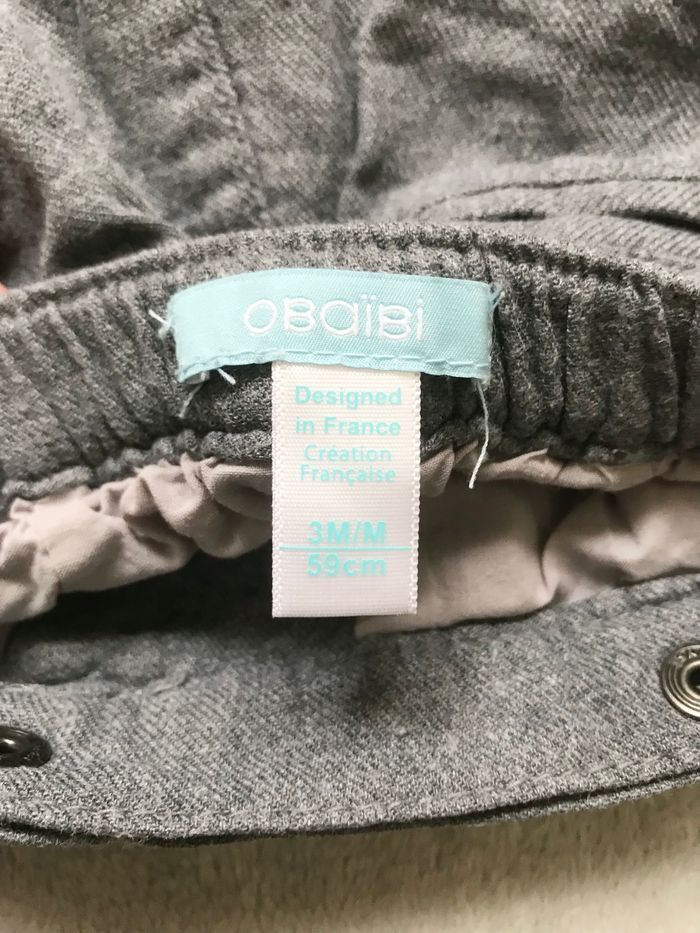 OBaïBi
Designed
in France
Création
Française
3M/M
59cm